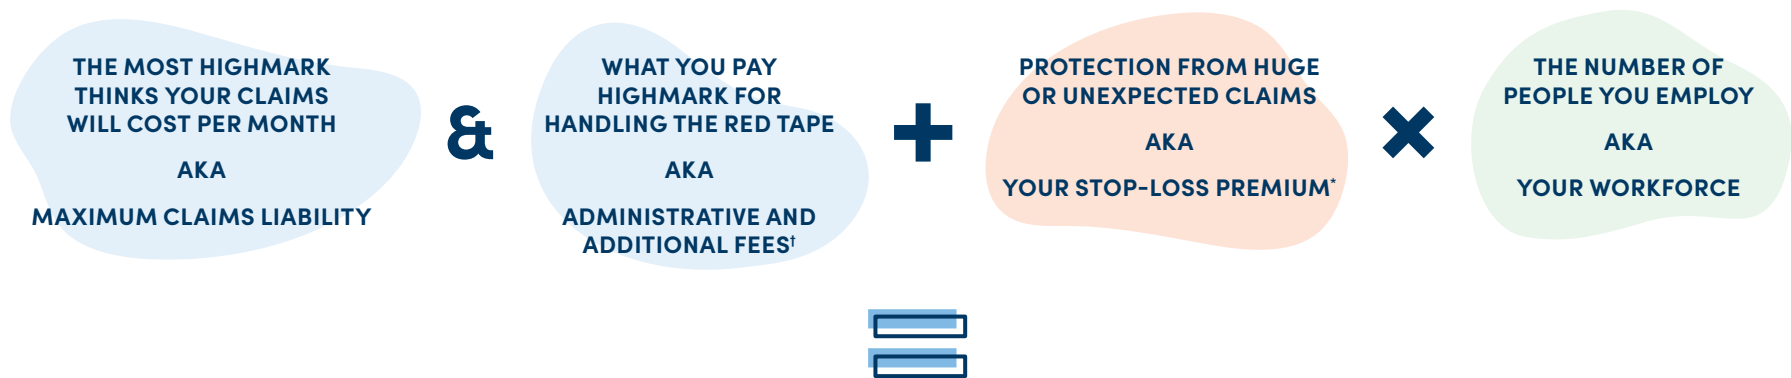 THE MOST HIGHMARK
THINKS YOUR CLAIMS
WILL COST PER MONTH
AKA
MAXIMUM CLAIMS LIABILITY
&
WHAT YOU PAY
HIGHMARK FOR
HANDLING THE RED TAPE
AKA
ADMINISTRATIVE AND
ADDITIONAL FEES†
+
PROTECTION FROM HUGE
OR UNEXPECTED CLAIMS
AKA
YOUR STOP-LOSS PREMIUM*
×
THE NUMBER OF
PEOPLE YOU EMPLOY
AKA
YOUR WORKFORCE
=